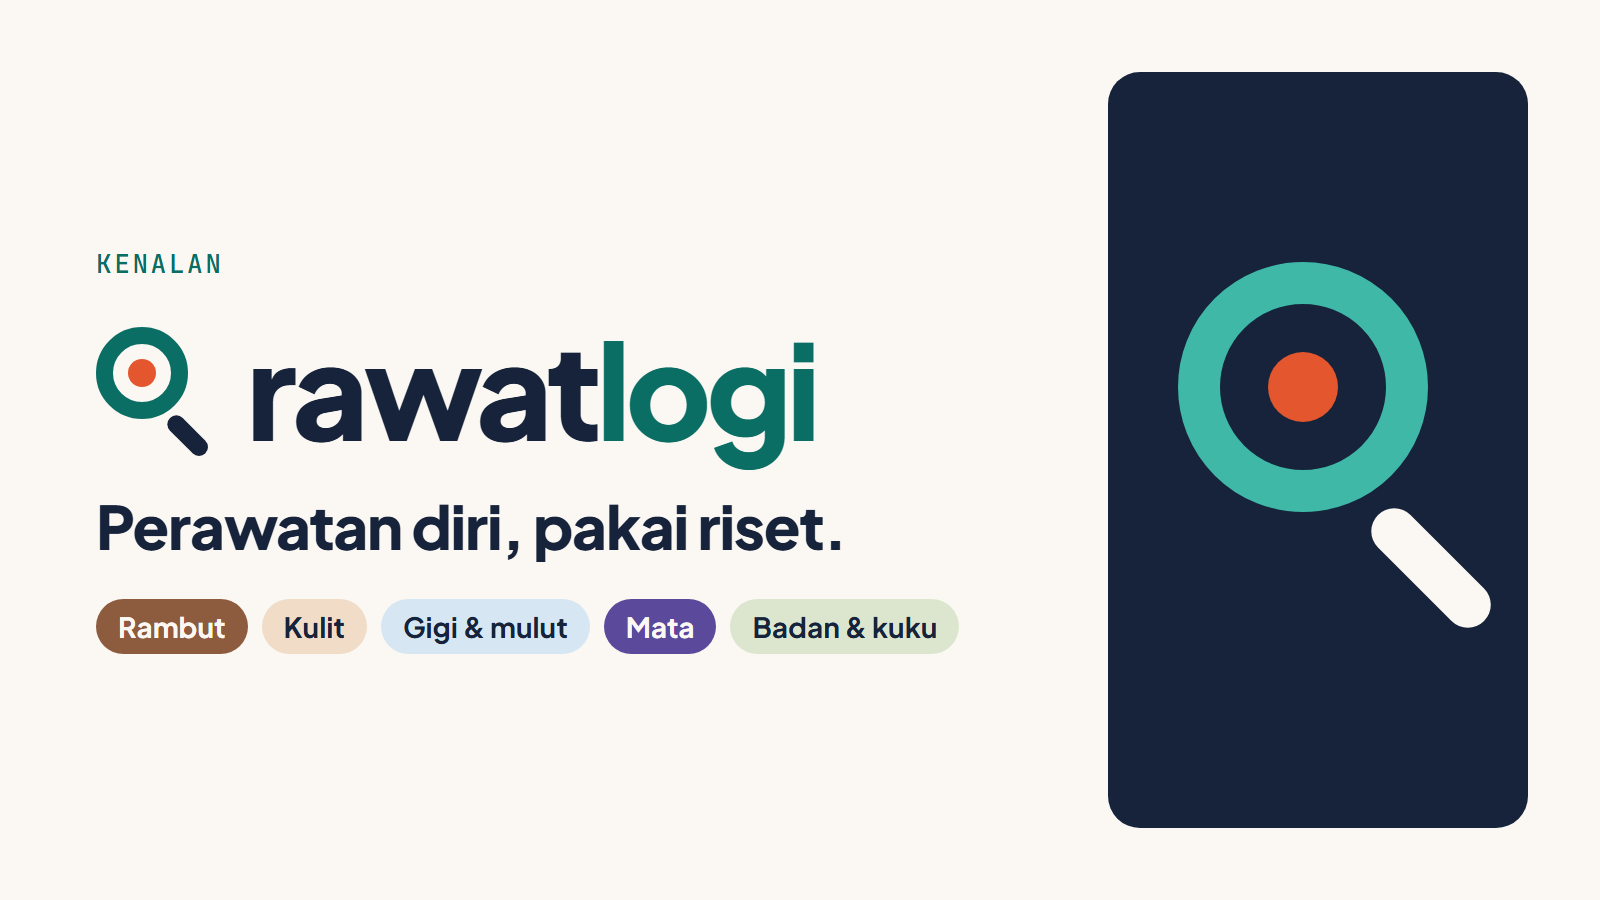 KENALAN
rawatlogi
Perawatan diri, pakai riset.
Rambut Kulit Gigi & mulut Mata Badan & kuku